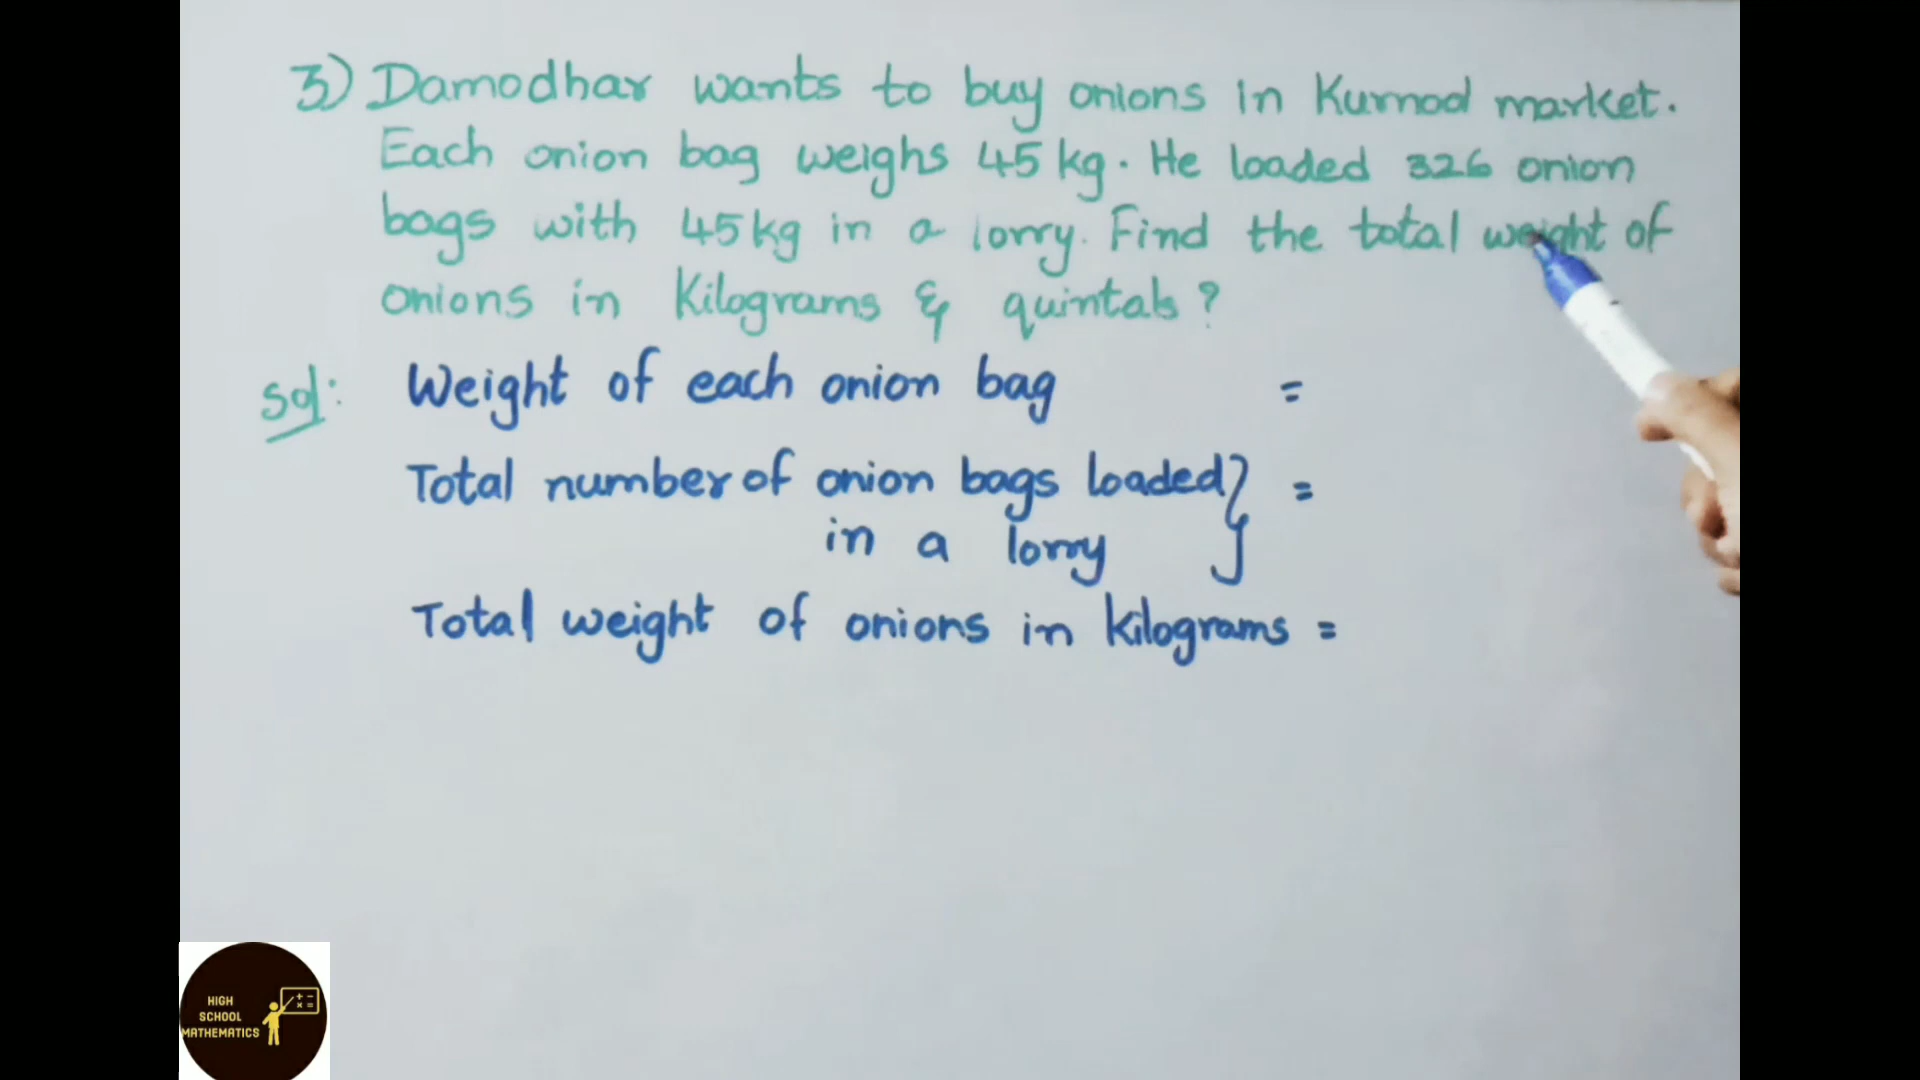 3) Damodhar wants to buy onions in Kurnool market.
Each onion bag weighs 45 kg. He loaded 326 onion
bags with 45 kg in a lorry. Find the total weight of
onions in Kilograms & quintals?
Sol: Weight of each onion bag =
Total number of onion bags loaded } =
in a lorry
Total weight of onions in kilograms =
HIGH
SCHOOL
MATHEMATICS